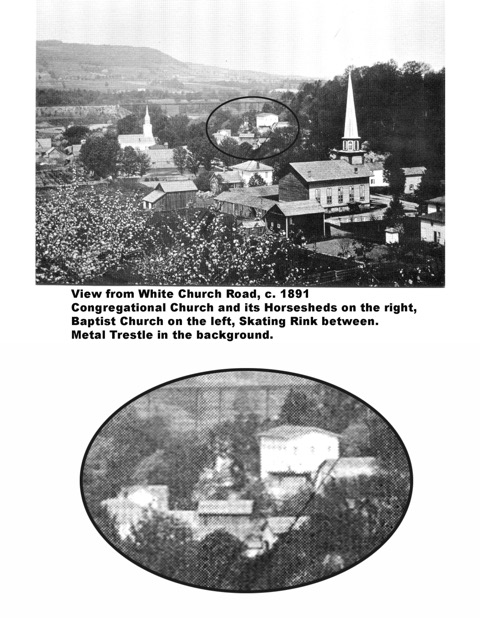 View from White Church Road, c. 1891
Congregational Church and its Horsesheds on the right,
Baptist Church on the left, Skating Rink between.
Metal Trestle in the background.